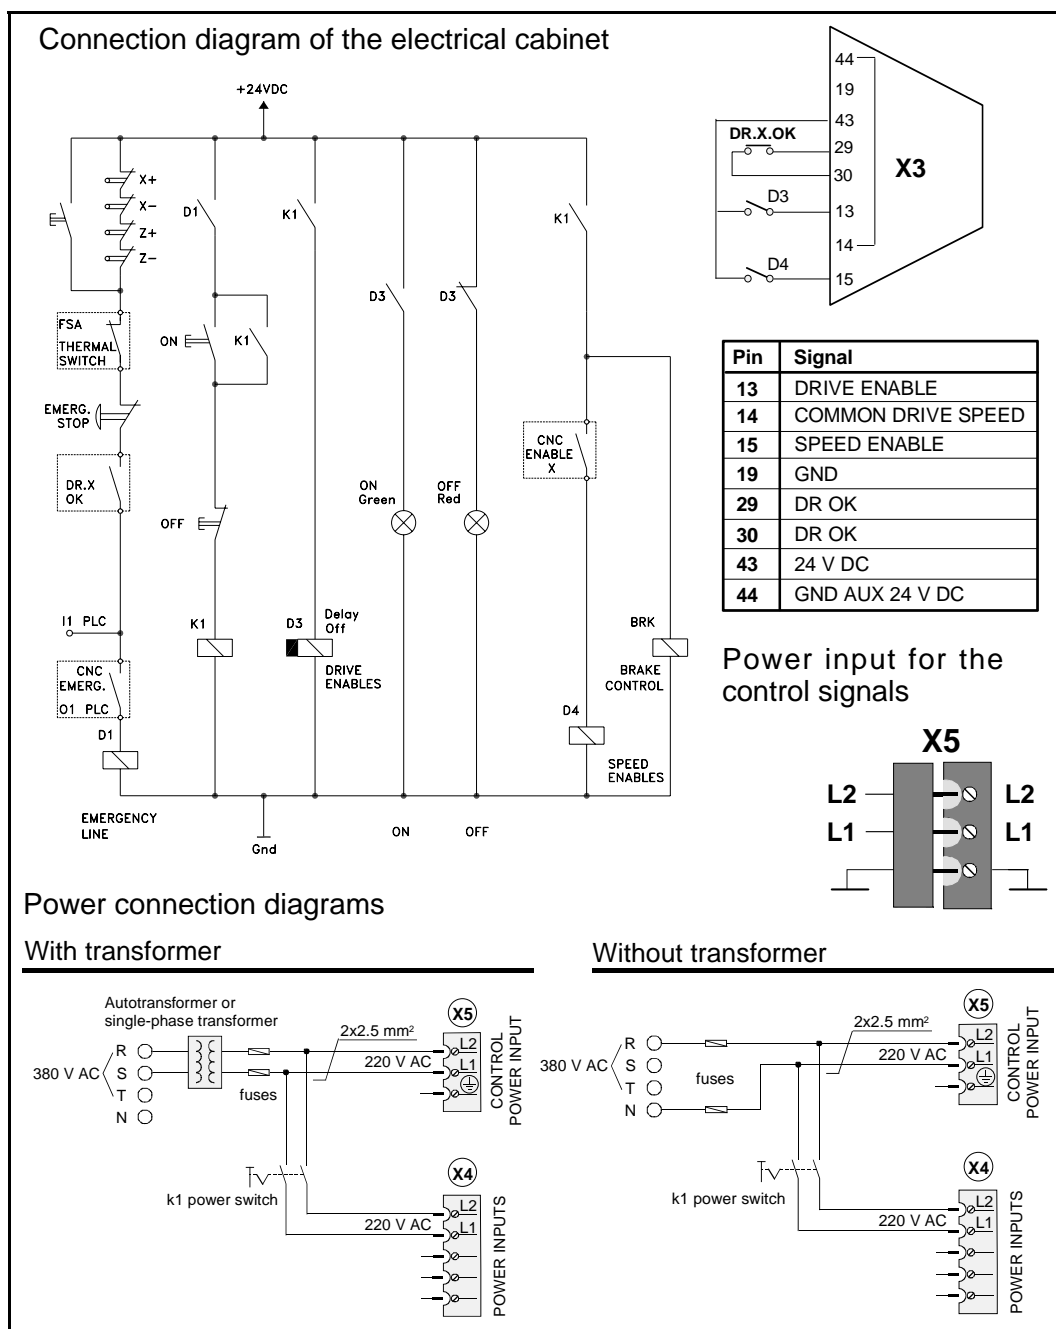 Connection diagram of the electrical cabinet
+24VDC
X+
X-
Z+
Z-
D1
K1
K1
D3
D3
FSA
THERMAL
SWITCH
ON
K1
EMERG.
STOP
CNC
ENABLE
X
DR.X
OK
ON
Green
OFF
Red
OFF
I1 PLC
K1
D3
Delay
Off
DRIVE
ENABLES
BRK
BRAKE
CONTROL
CNC
EMERG.
O1 PLC
D1
D4
SPEED
ENABLES
EMERGENCY
LINE
Gnd
ON
OFF
44
19
43
DR.X.OK
29
30
X3
D3
13
14
D4
15
Pin Signal
13 DRIVE ENABLE
14 COMMON DRIVE SPEED
15 SPEED ENABLE
19 GND
29 DR OK
30 DR OK
43 24 V DC
44 GND AUX 24 V DC
Power input for the
control signals
X5
L2 L2
L1 L1
Power connection diagrams
With transformer
Autotransformer or
single-phase transformer
380 V AC
R
S
T
N
fuses
2x2.5 mm²
220 V AC
X5
L2
L1
CONTROL
POWER INPUT
k1 power switch
220 V AC
X4
L2
L1
POWER INPUTS
Without transformer
380 V AC
R
S
T
N
fuses
2x2.5 mm²
220 V AC
X5
L2
L1
CONTROL
POWER INPUT
k1 power switch
220 V AC
X4
L2
L1
POWER INPUTS